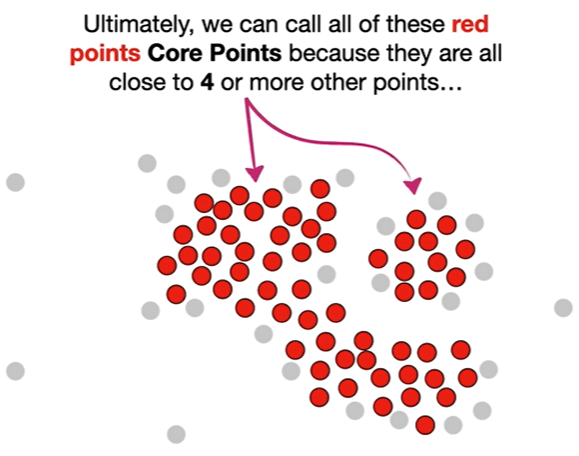 Ultimately, we can call all of these red
points Core Points because they are all
close to 4 or more other points…